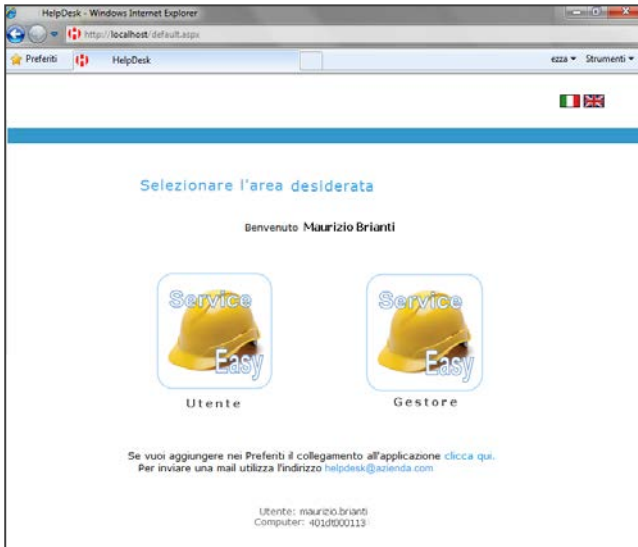 HelpDesk - Windows Internet Explorer
http://localhost/default.aspx
Preferiti HelpDesk ezza Strumenti
Selezionare l'area desiderata
Benvenuto Maurizio Brianti
Service Easy
Service Easy
Utente
Gestore
Se vuoi aggiungere nei Preferiti il collegamento all'applicazione clicca qui.
Per inviare una mail utilizza l'indirizzo helpdesk@azienda.com
Utente: maurizio.brianti
Computer: 401dt000113